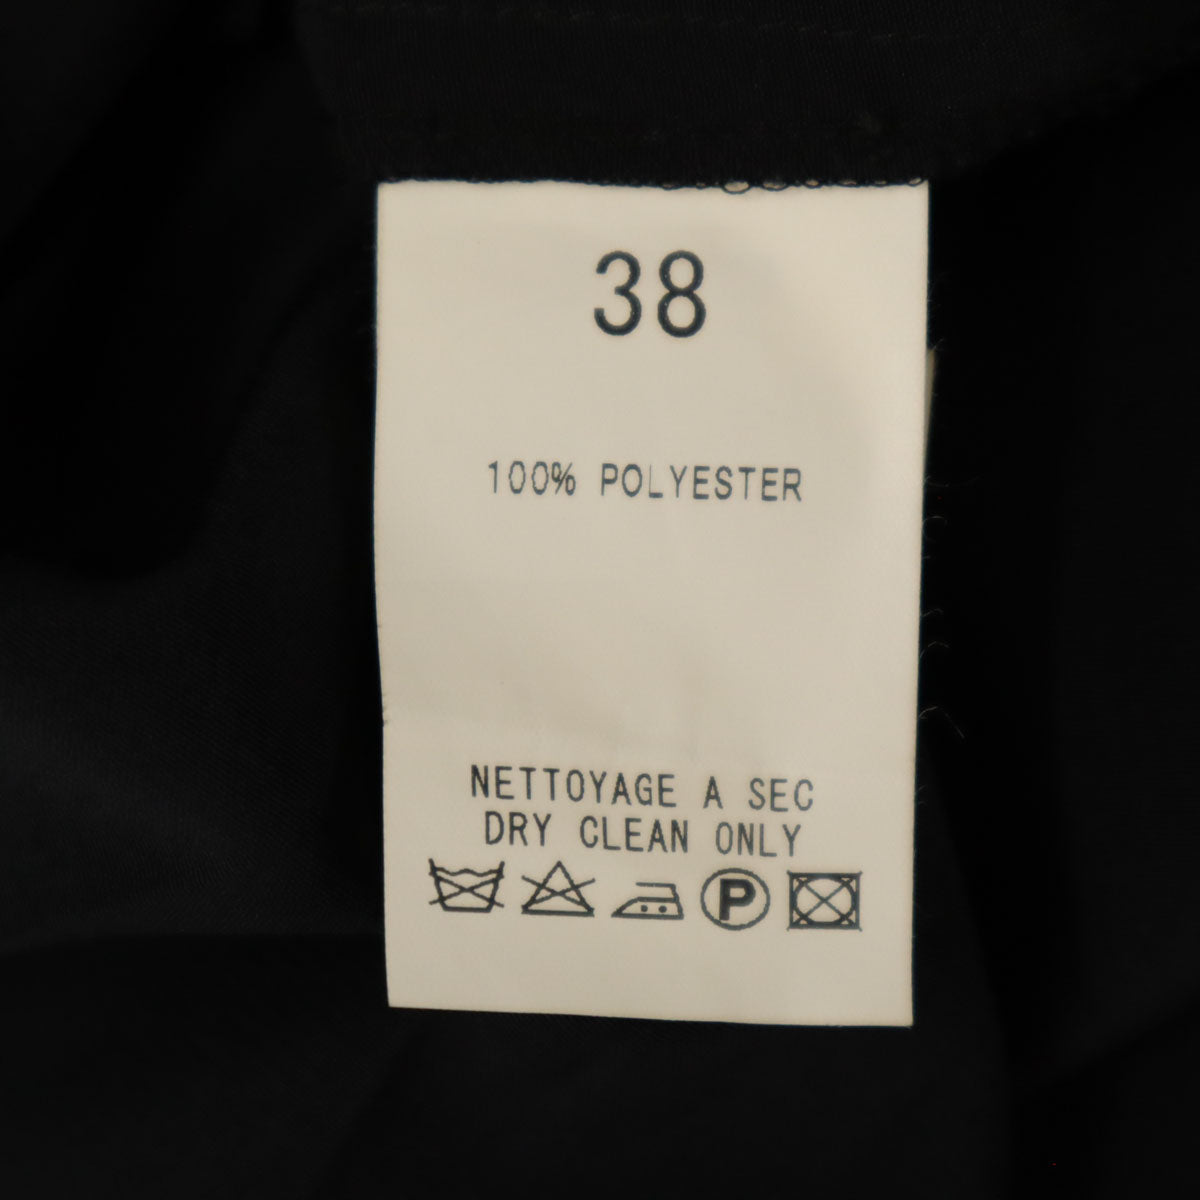 38
100% POLYESTER
NETTOYAGE A SEC
DRY CLEAN ONLY
P